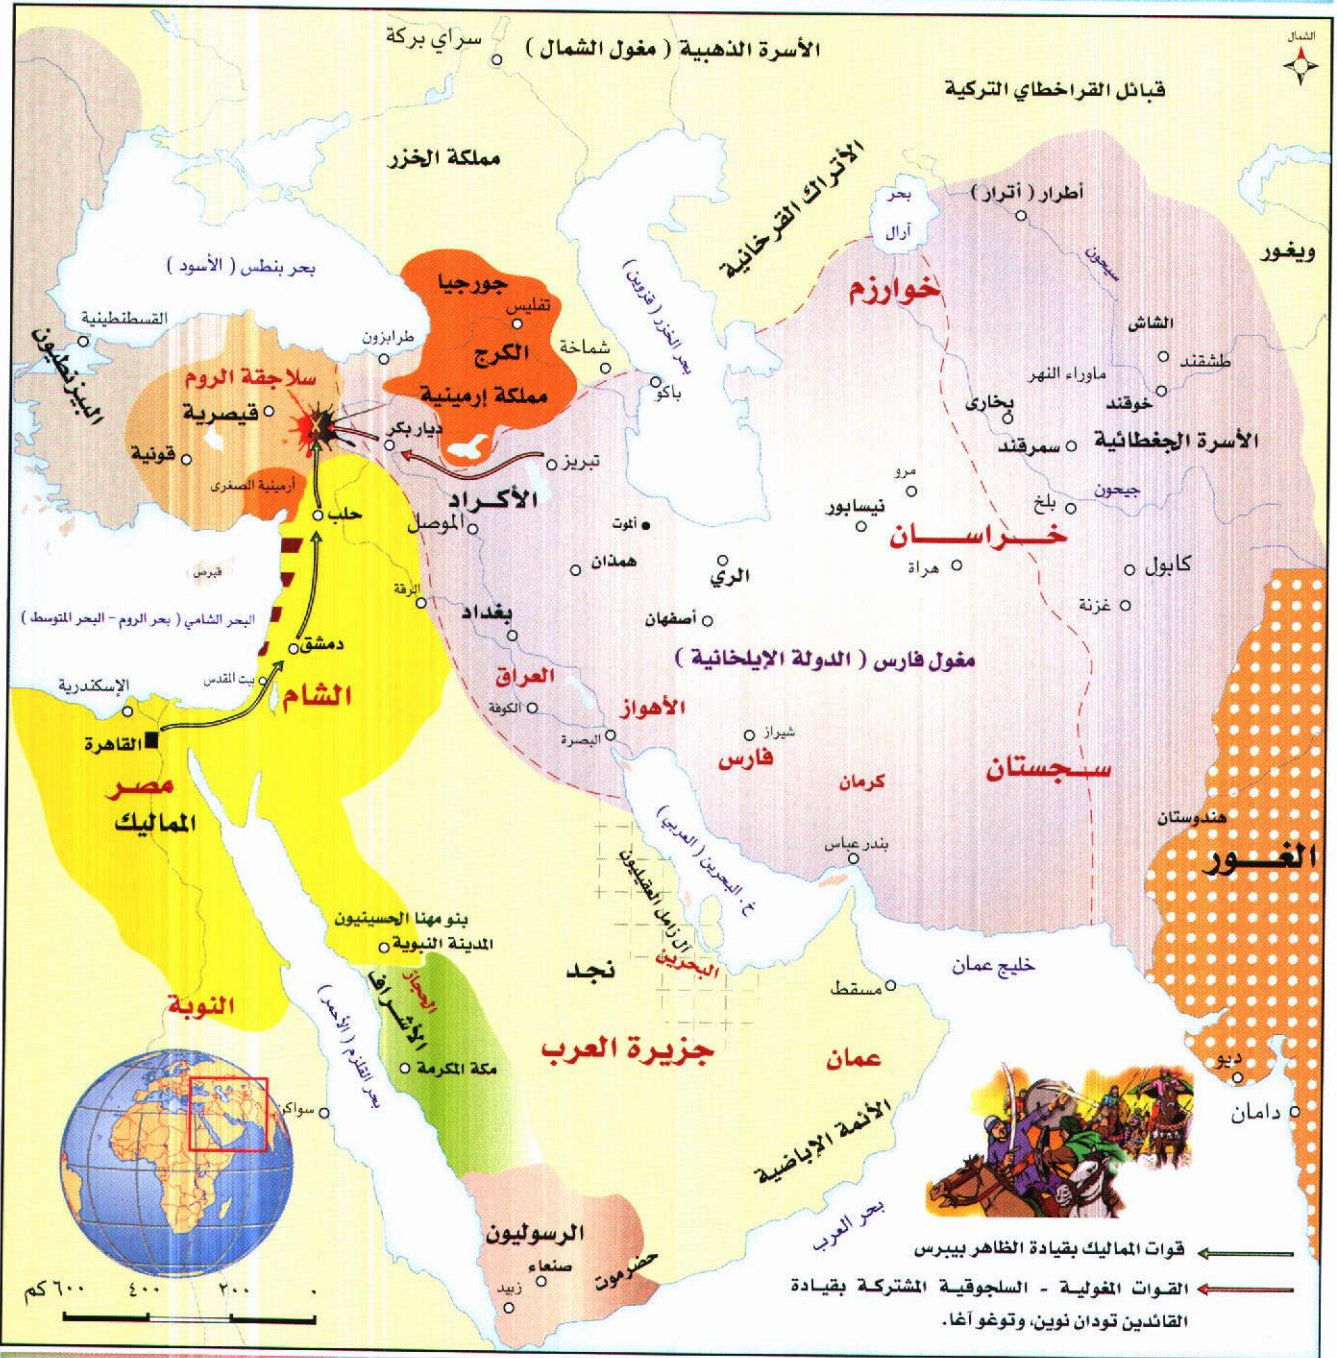 الشمال
سراي بركة
الأسرة الذهبية ( مغول الشمال )
قبائل القراخطاي التركية
مملكة الخزر
الأتراك القرخانية
بحر
آرال
أطرار ( أترار )
ويغور
سيحون
بحر بنطس ( الأسود )
جورجيا
تفليس
الكرج
مملكة إرمينية
بحر الخزر ( قزوين )
خوارزم
الشاش
طشقند
القسطنطينية
البيزنطيون
طرابزون
شماخة
باكو
ماوراء النهر
خوقند
بخارى
سمرقند
الأسرة الجغطائية
سلاجقة الروم
قيصرية
قونية
ديار بكر
تبريز
أرمينية الصغرى
الأكراد
الموصل
حلب
ألموت
مرو
نيسابور
جيحون
بلخ
خراسان
هراة
كابول
غزنة
همذان
الري
أصفهان
قبرص
الرقة
بغداد
البحر الشامي ( بحر الروم - البحر المتوسط )
دمشق
مغول فارس ( الدولة الإيلخانية )
العراق
الكوفة
الأهواز
البصرة
بيت المقدس
الشام
الإسكندرية
القاهرة
مصر
المماليك
شيراز
فارس
كرمان
سجستان
هندوستان
الغور
بندر عباس
خ. البحرين ( العربي )
آل زامل العقيليون
البحرين
بنو مهنا الحسينيون
المدينة النبوية
نجد
الحجاز
الأشراف
النوبة
بحر القلزم ( الأحمر )
مكة المكرمة
جزيرة العرب
خليج عمان
مسقط
عمان
الأئمة الإباضية
سواكن
ديو
دامان
بحر العرب
الرسوليون
صنعاء
زبيد
حضرموت
قوات المماليك بقيادة الظاهر بيبرس
القوات المغولية - السلجوقية المشتركة بقيادة
القائدين تودان نوين، وتوغو آغا.
٠ ٢٠٠ ٤٠٠ ٦٠٠ كم